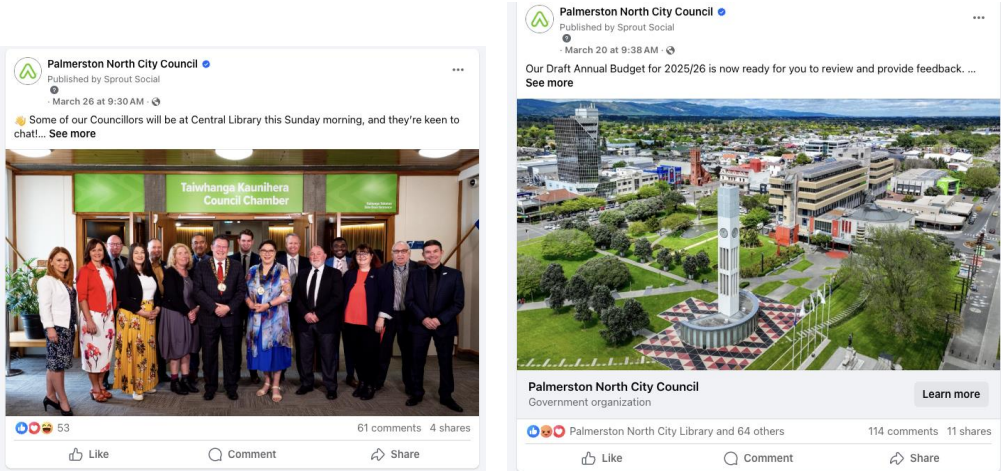 Palmerston North City Council
Published by Sprout Social
· March 26 at 9:30 AM ·
👋 Some of our Councillors will be at Central Library this Sunday morning, and they're keen to
chat!... See more
Taiwhanga Kaunihera
Council Chamber
53
61 comments 4 shares
Like Comment Share
Palmerston North City Council
Published by Sprout Social
· March 20 at 9:38 AM ·
Our Draft Annual Budget for 2025/26 is now ready for you to review and provide feedback. ...
See more
Palmerston North City Council
Government organization
Learn more
Palmerston North City Library and 64 others
114 comments 11 shares
Like Comment Share